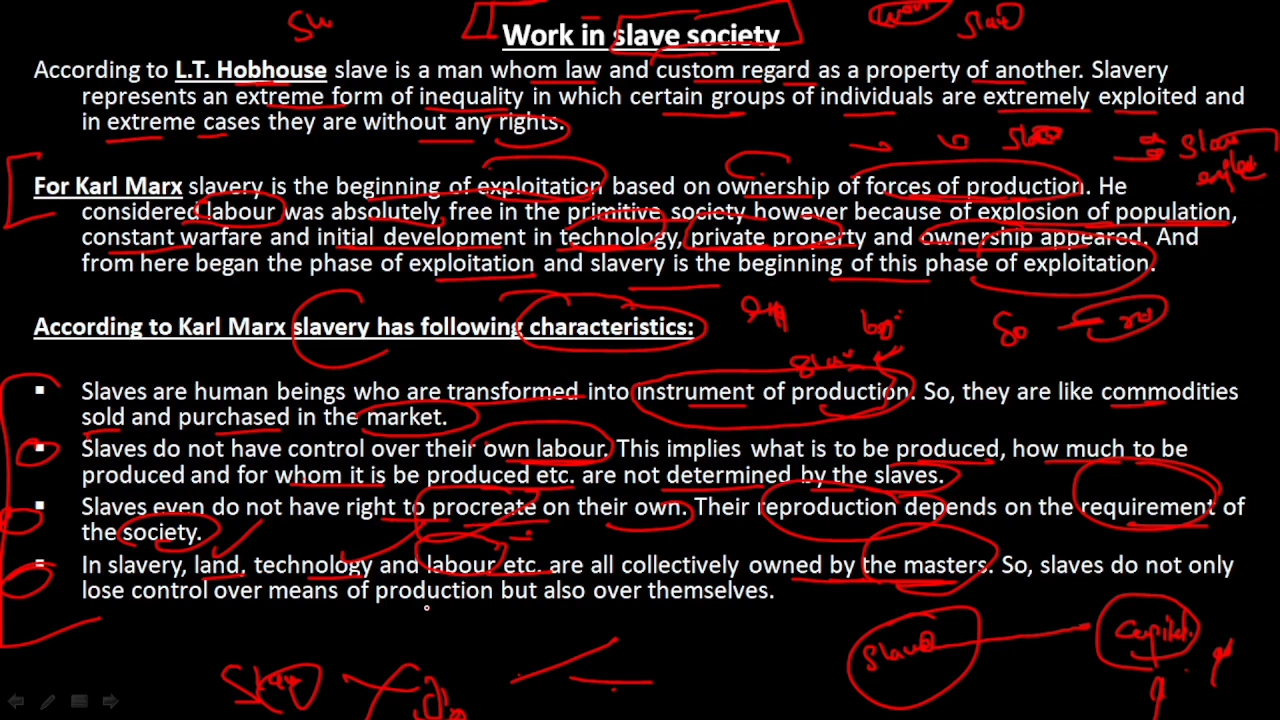 Work in slave society
According to L.T. Hobhouse slave is a man whom law and custom regard as a property of another. Slavery
represents an extreme form of inequality in which certain groups of individuals are extremely exploited and
in extreme cases they are without any rights.
For Karl Marx slavery is the beginning of exploitation based on ownership of forces of production. He
considered labour was absolutely free in the primitive society however because of explosion of population,
constant warfare and initial development in technology, private property and ownership appeared. And
from here began the phase of exploitation and slavery is the beginning of this phase of exploitation.
According to Karl Marx slavery has following characteristics:
▪ Slaves are human beings who are transformed into instrument of production. So, they are like commodities
sold and purchased in the market.
▪ Slaves do not have control over their own labour. This implies what is to be produced, how much to be
produced and for whom it is be produced etc. are not determined by the slaves.
▪ Slaves even do not have right to procreate on their own. Their reproduction depends on the requirement of
the society.
▪ In slavery, land, technology and labour etc. are all collectively owned by the masters. So, slaves do not only
lose control over means of production but also over themselves.